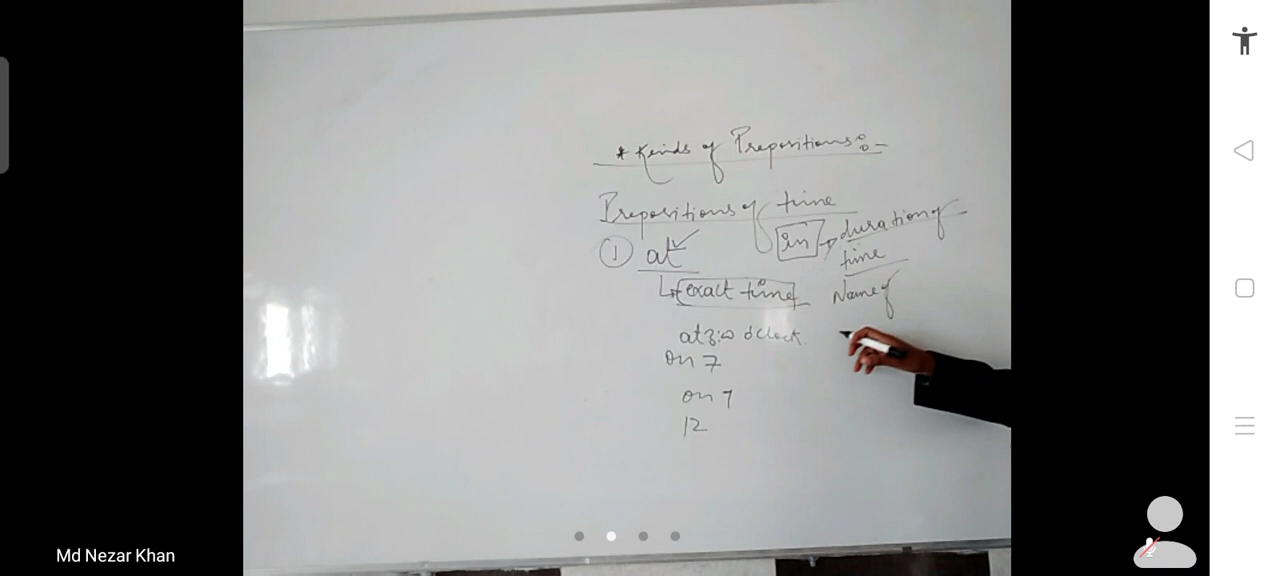 * Kinds of Prepositions :-
Prepositions of time
① at ✓
exact time
at 3:00 o'clock.
on 7
on 7
12
in → duration of
time
Name of
Md Nezar Khan